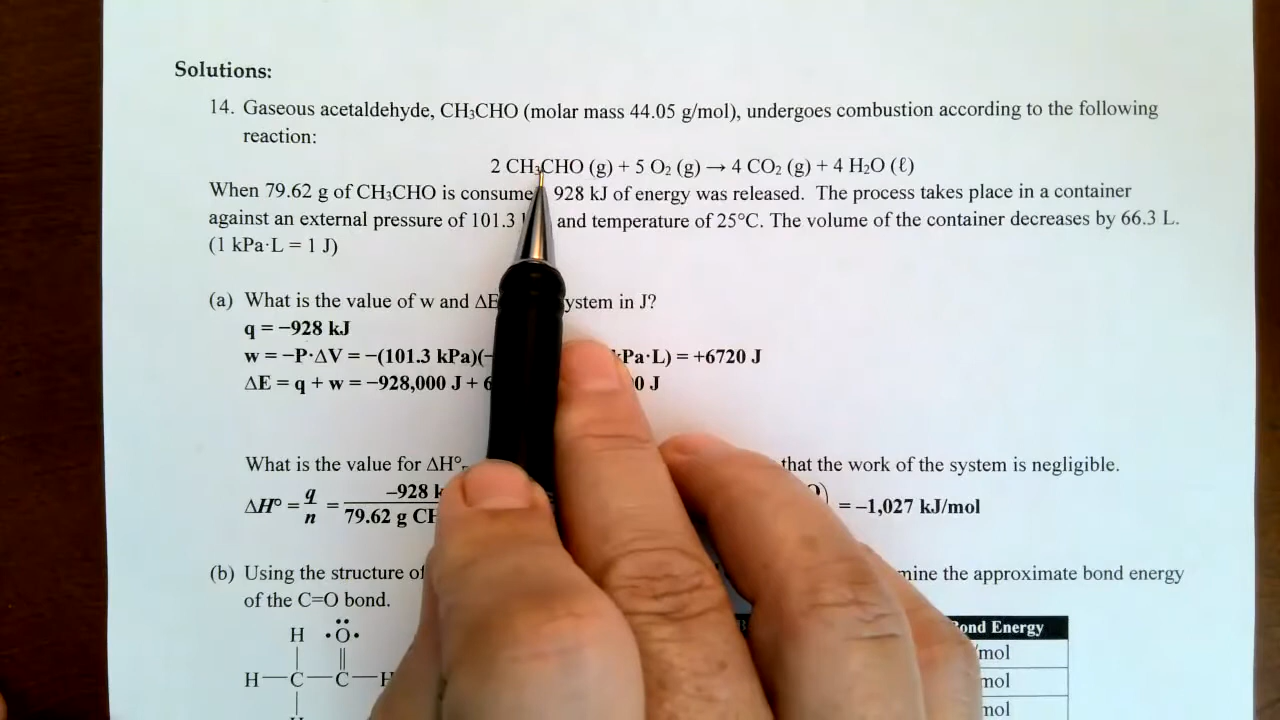 Solutions:
14. Gaseous acetaldehyde, CH₃CHO (molar mass 44.05 g/mol), undergoes combustion according to the following
reaction:
2 CH₃CHO (g) + 5 O₂ (g) → 4 CO₂ (g) + 4 H₂O (ℓ)
When 79.62 g of CH₃CHO is consume 928 kJ of energy was released. The process takes place in a container
against an external pressure of 101.3 and temperature of 25°C. The volume of the container decreases by 66.3 L.
(1 kPa·L = 1 J)
(a) What is the value of w and ΔE ystem in J?
q = −928 kJ
w = −P·ΔV = −(101.3 kPa)(− kPa·L) = +6720 J
ΔE = q + w = −928,000 J + 6 0 J
What is the value for ΔH° that the work of the system is negligible.
ΔH° = q/n = −928 k / 79.62 g CH = −1,027 kJ/mol
(b) Using the structure of mine the approximate bond energy
of the C=O bond.
H •Ö•
ond Energy
/mol
H—C—C—H
mol
mol